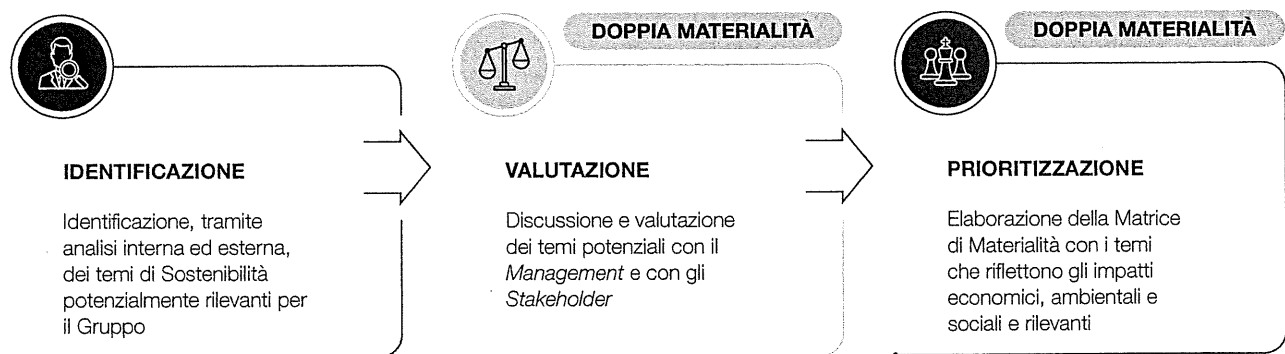 IDENTIFICAZIONE
Identificazione, tramite
analisi interna ed esterna,
dei temi di Sostenibilità
potenzialmente rilevanti per
il Gruppo
DOPPIA MATERIALITÀ
VALUTAZIONE
Discussione e valutazione
dei temi potenziali con il
Management e con gli
Stakeholder
DOPPIA MATERIALITÀ
PRIORITIZZAZIONE
Elaborazione della Matrice
di Materialità con i temi
che riflettono gli impatti
economici, ambientali e
sociali e rilevanti